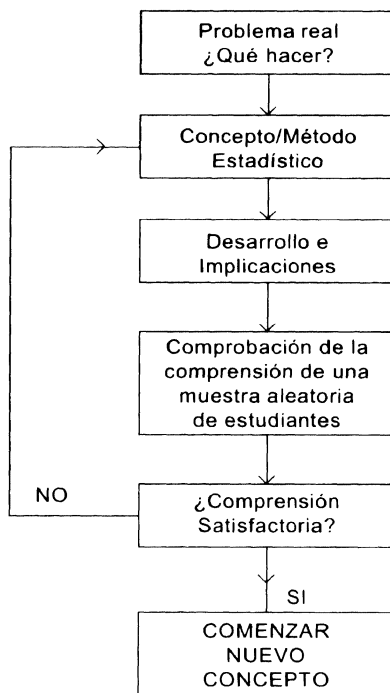 Problema real
¿Qué hacer?
Concepto/Método
Estadístico
Desarrollo e
Implicaciones
Comprobación de la
comprensión de una
muestra aleatoria
de estudiantes
NO
¿Comprensión
Satisfactoria?
SI
COMENZAR
NUEVO
CONCEPTO